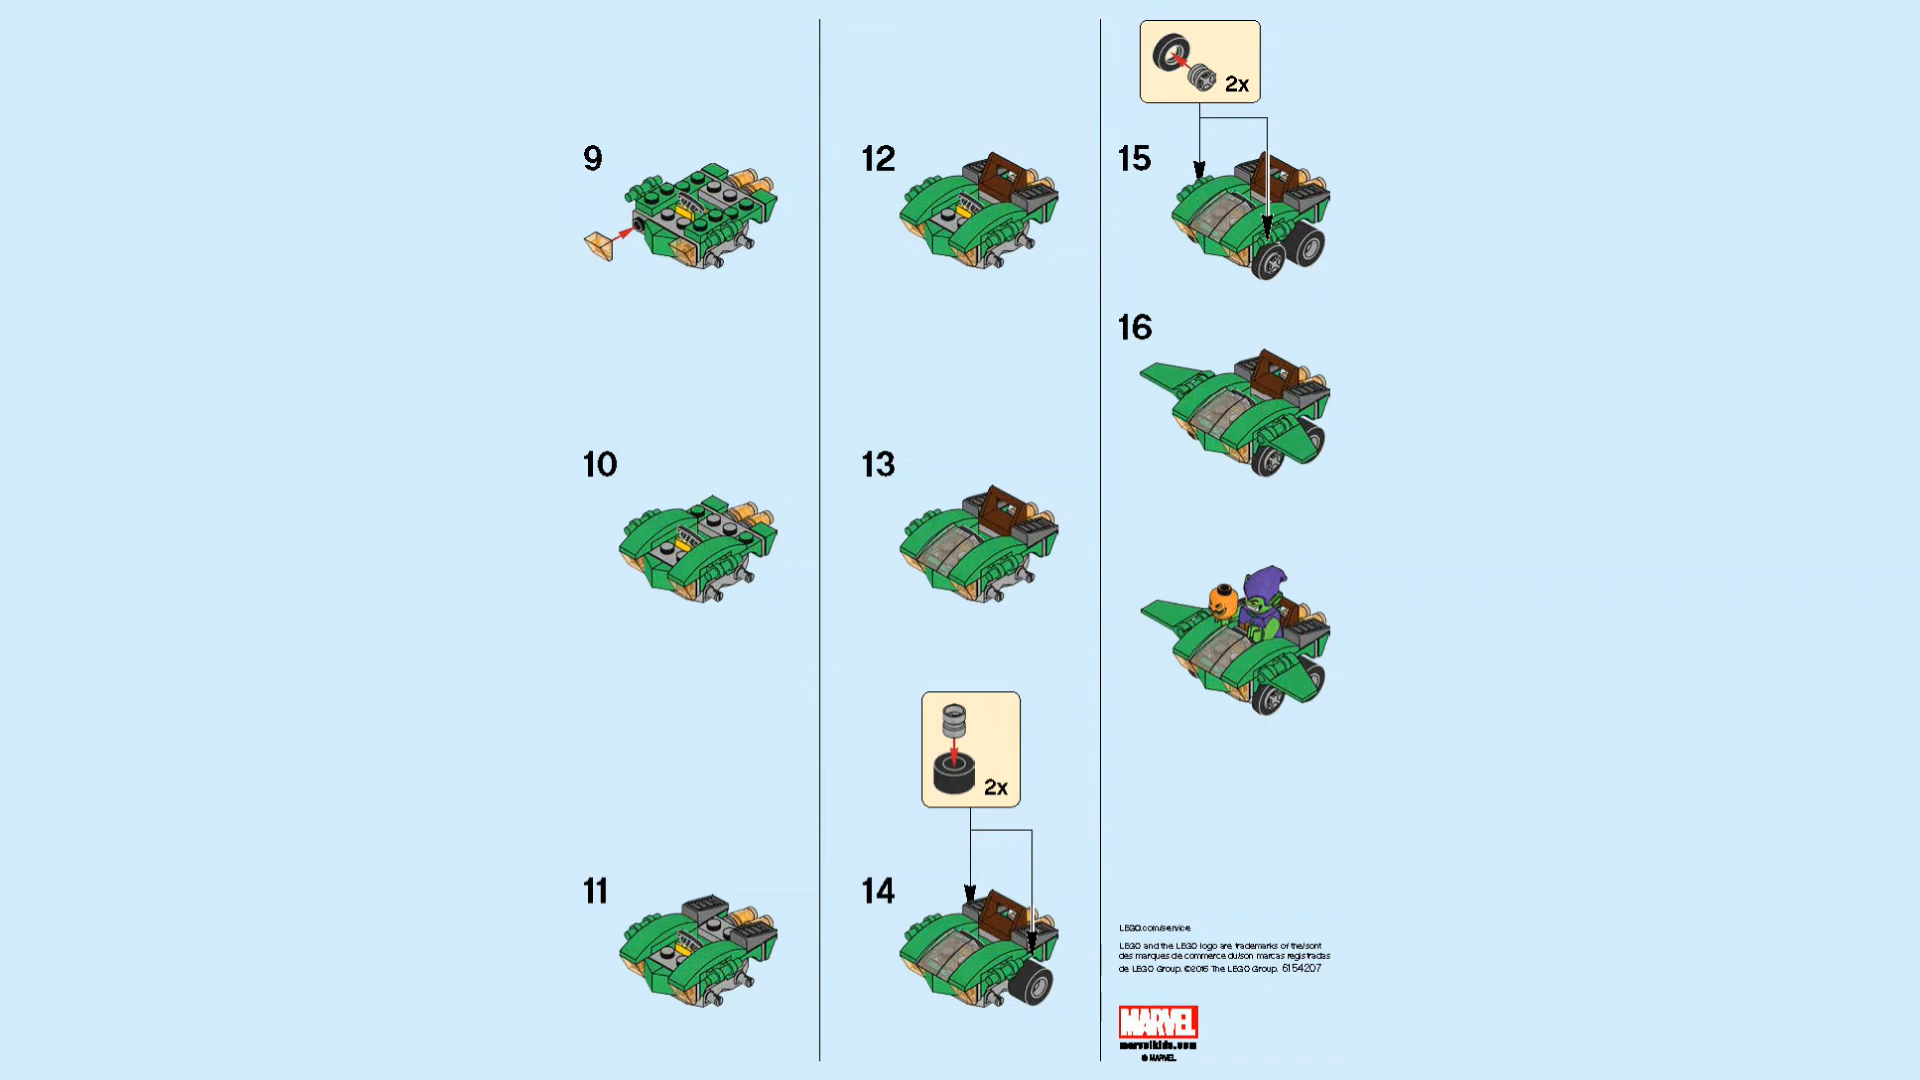 9
10
11
12
13
2x
14
2x
15
16
LEGO.com/service
LEGO and the LEGO logo are trademarks of the/sont
des marques de commerce du/son marcas registradas
de LEGO Group. ©2016 The LEGO Group. 6154207
MARVEL
marvelkids.com
© MARVEL